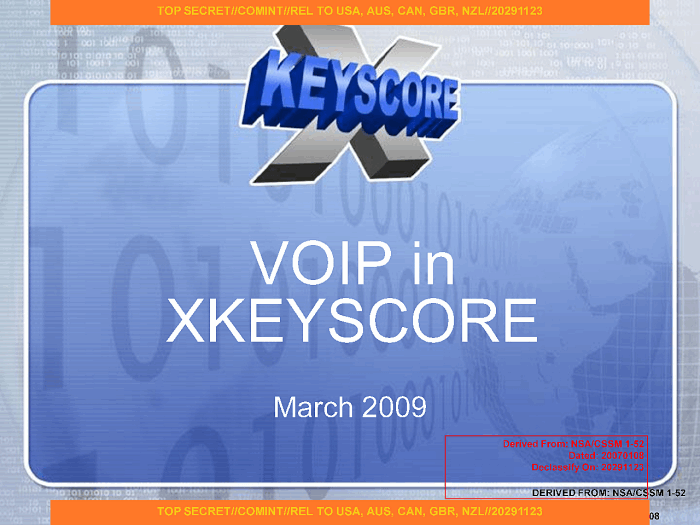 TOP SECRET//COMINT//REL TO USA, AUS, CAN, GBR, NZL//20291123
X
KEYSCORE
VOIP in
XKEYSCORE
March 2009
Derived From: NSA/CSSM 1-52
Dated: 20070108
Declassify On: 20291123
DERIVED FROM: NSA/CSSM 1-52
TOP SECRET//COMINT//REL TO USA, AUS, CAN, GBR, NZL//20291123
08